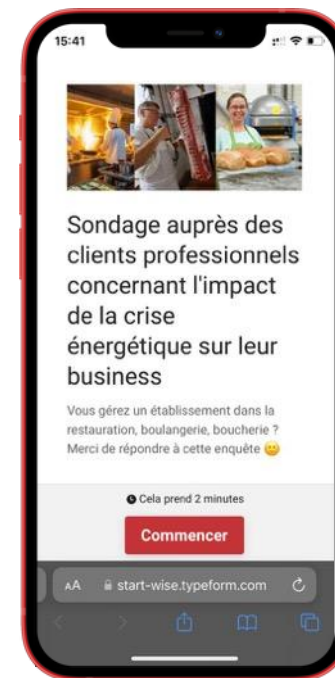 15:41
Sondage auprès des
clients professionnels
concernant l'impact
de la crise
énergétique sur leur
business
Vous gérez un établissement dans la
restauration, boulangerie, boucherie ?
Merci de répondre à cette enquête 🙂
Cela prend 2 minutes
Commencer
AA start-wise.typeform.com